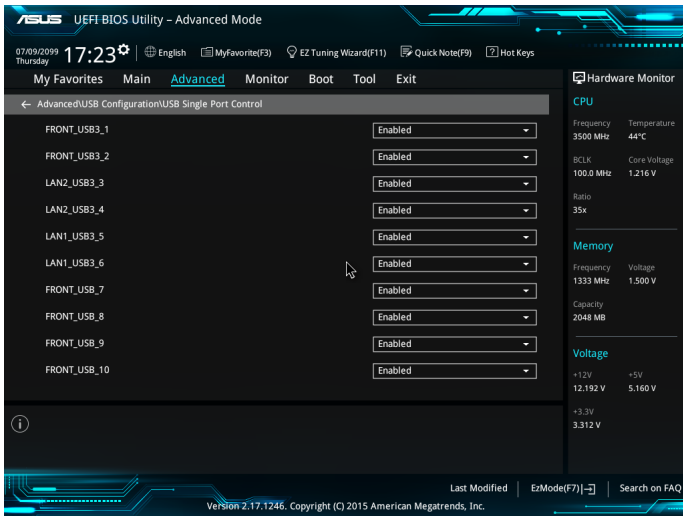 ASUS UEFI BIOS Utility – Advanced Mode
07/09/2099 Thursday 17:23 English MyFavorite(F3) EZ Tuning Wizard(F11) Quick Note(F9) ? Hot Keys
My Favorites Main Advanced Monitor Boot Tool Exit
← Advanced\USB Configuration\USB Single Port Control
FRONT_USB3_1 Enabled
FRONT_USB3_2 Enabled
LAN2_USB3_3 Enabled
LAN2_USB3_4 Enabled
LAN1_USB3_5 Enabled
LAN1_USB3_6 Enabled
FRONT_USB_7 Enabled
FRONT_USB_8 Enabled
FRONT_USB_9 Enabled
FRONT_USB_10 Enabled
Hardware Monitor
CPU
Frequency Temperature
3500 MHz 44°C
BCLK Core Voltage
100.0 MHz 1.216 V
Ratio
35x
Memory
Frequency Voltage
1333 MHz 1.500 V
Capacity
2048 MB
Voltage
+12V +5V
12.192 V 5.160 V
+3.3V
3.312 V
Last Modified EzMode(F7) Search on FAQ
Version 2.17.1246. Copyright (C) 2015 American Megatrends, Inc.